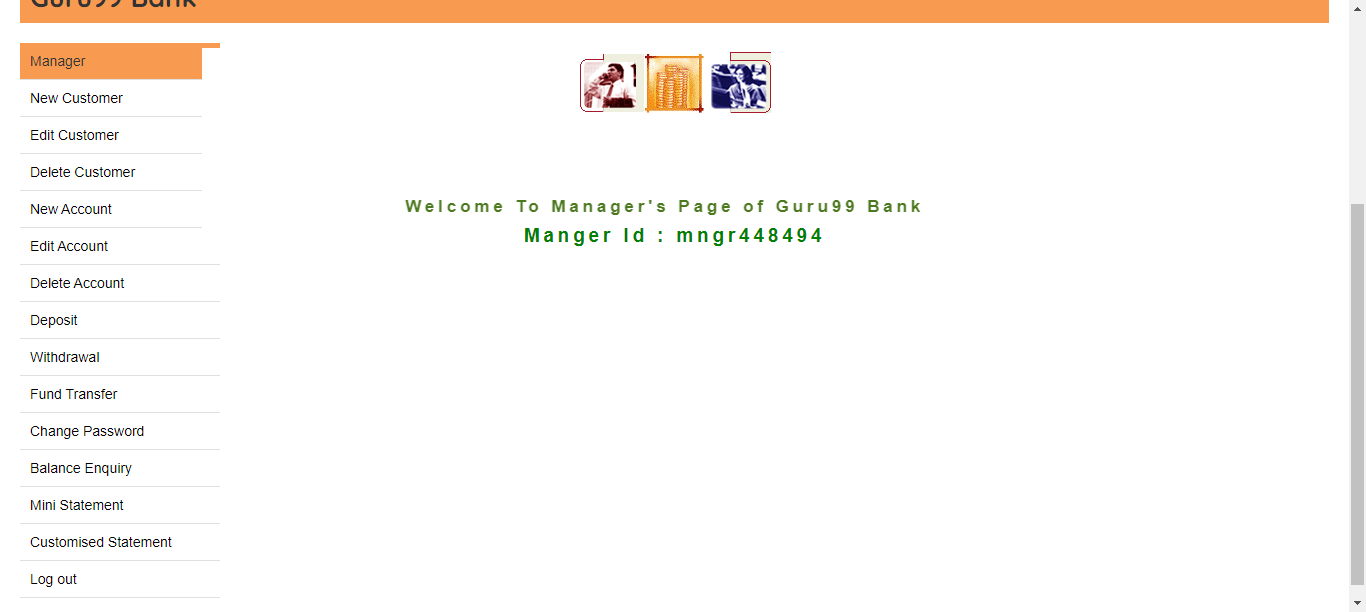 Guru99 Bank
Manager
New Customer
Edit Customer
Delete Customer
New Account
Edit Account
Delete Account
Deposit
Withdrawal
Fund Transfer
Change Password
Balance Enquiry
Mini Statement
Customised Statement
Log out
Welcome To Manager's Page of Guru99 Bank
Manger Id : mngr448494